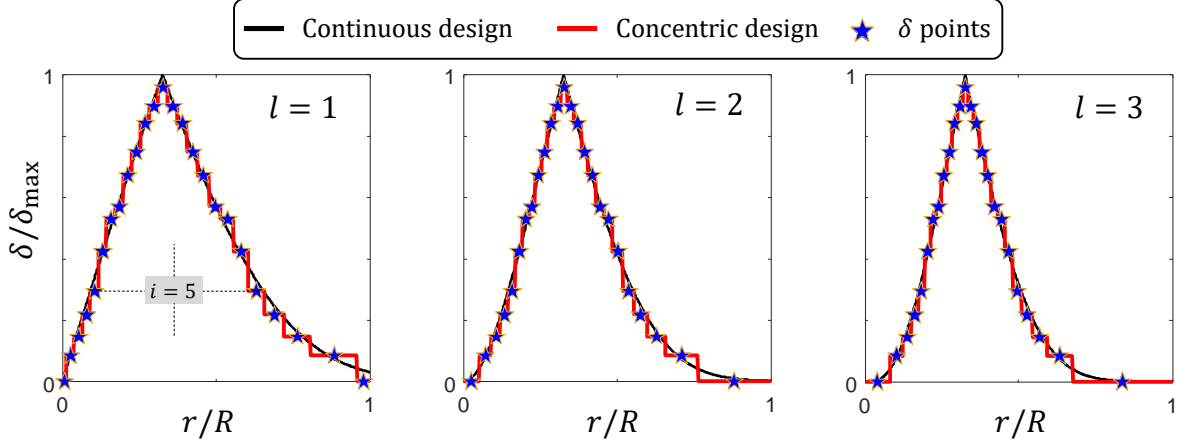 Continuous design Concentric design δ points
1 l = 1 1 l = 2 1 l = 3
δ/δmax
i = 5
0 0 0
0 1 0 1 0 1
r/R r/R r/R